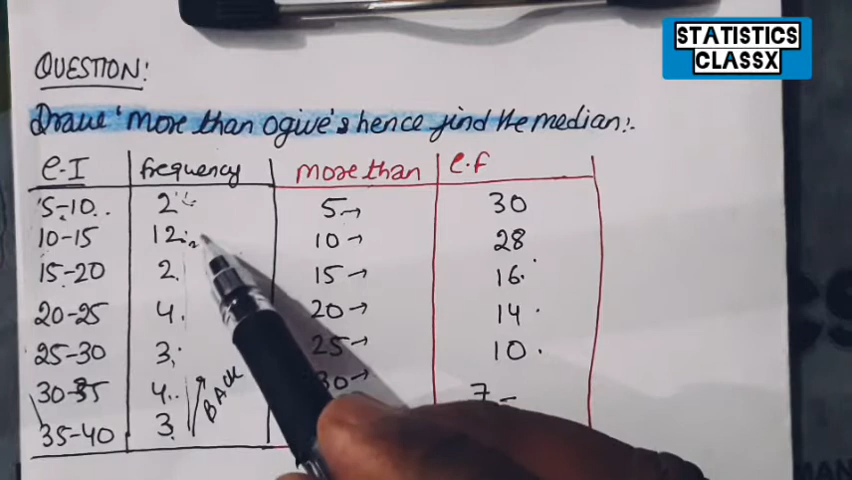 STATISTICS
CLASSX
QUESTION:
Draw 'more than ogive's hence find the median:.
C.I frequency more than C.f
5-10 2 5 30
10-15 12 10 28
15-20 2 15 16
20-25 4 20 14
25-30 3 25 10
30-35 4 30 7
35-40 3
BACK